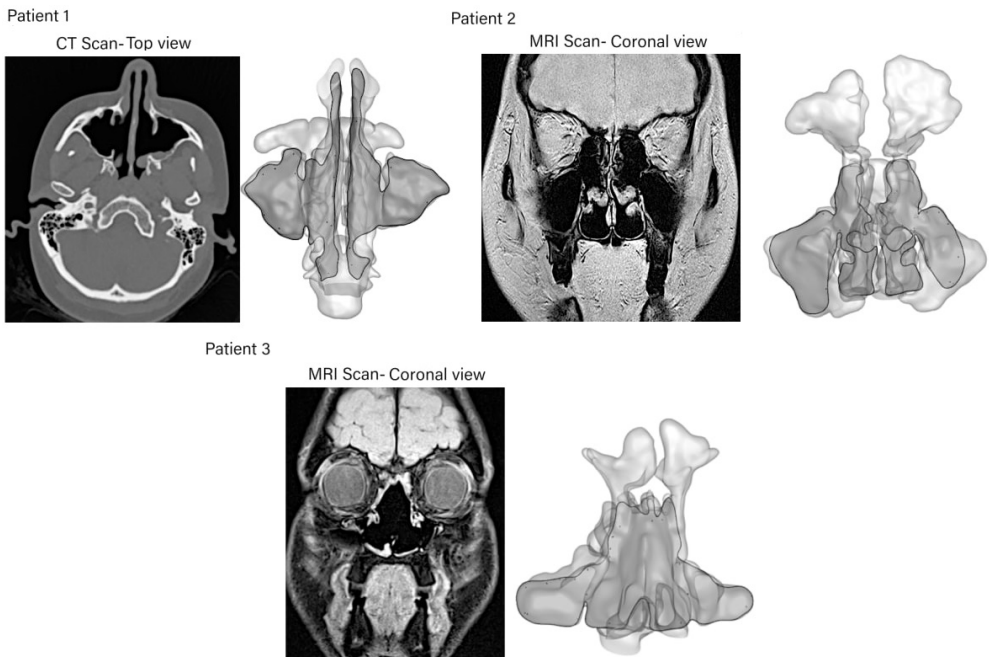 Patient 1
Patient 2
CT Scan-Top view
MRI Scan- Coronal view
Patient 3
MRI Scan- Coronal view